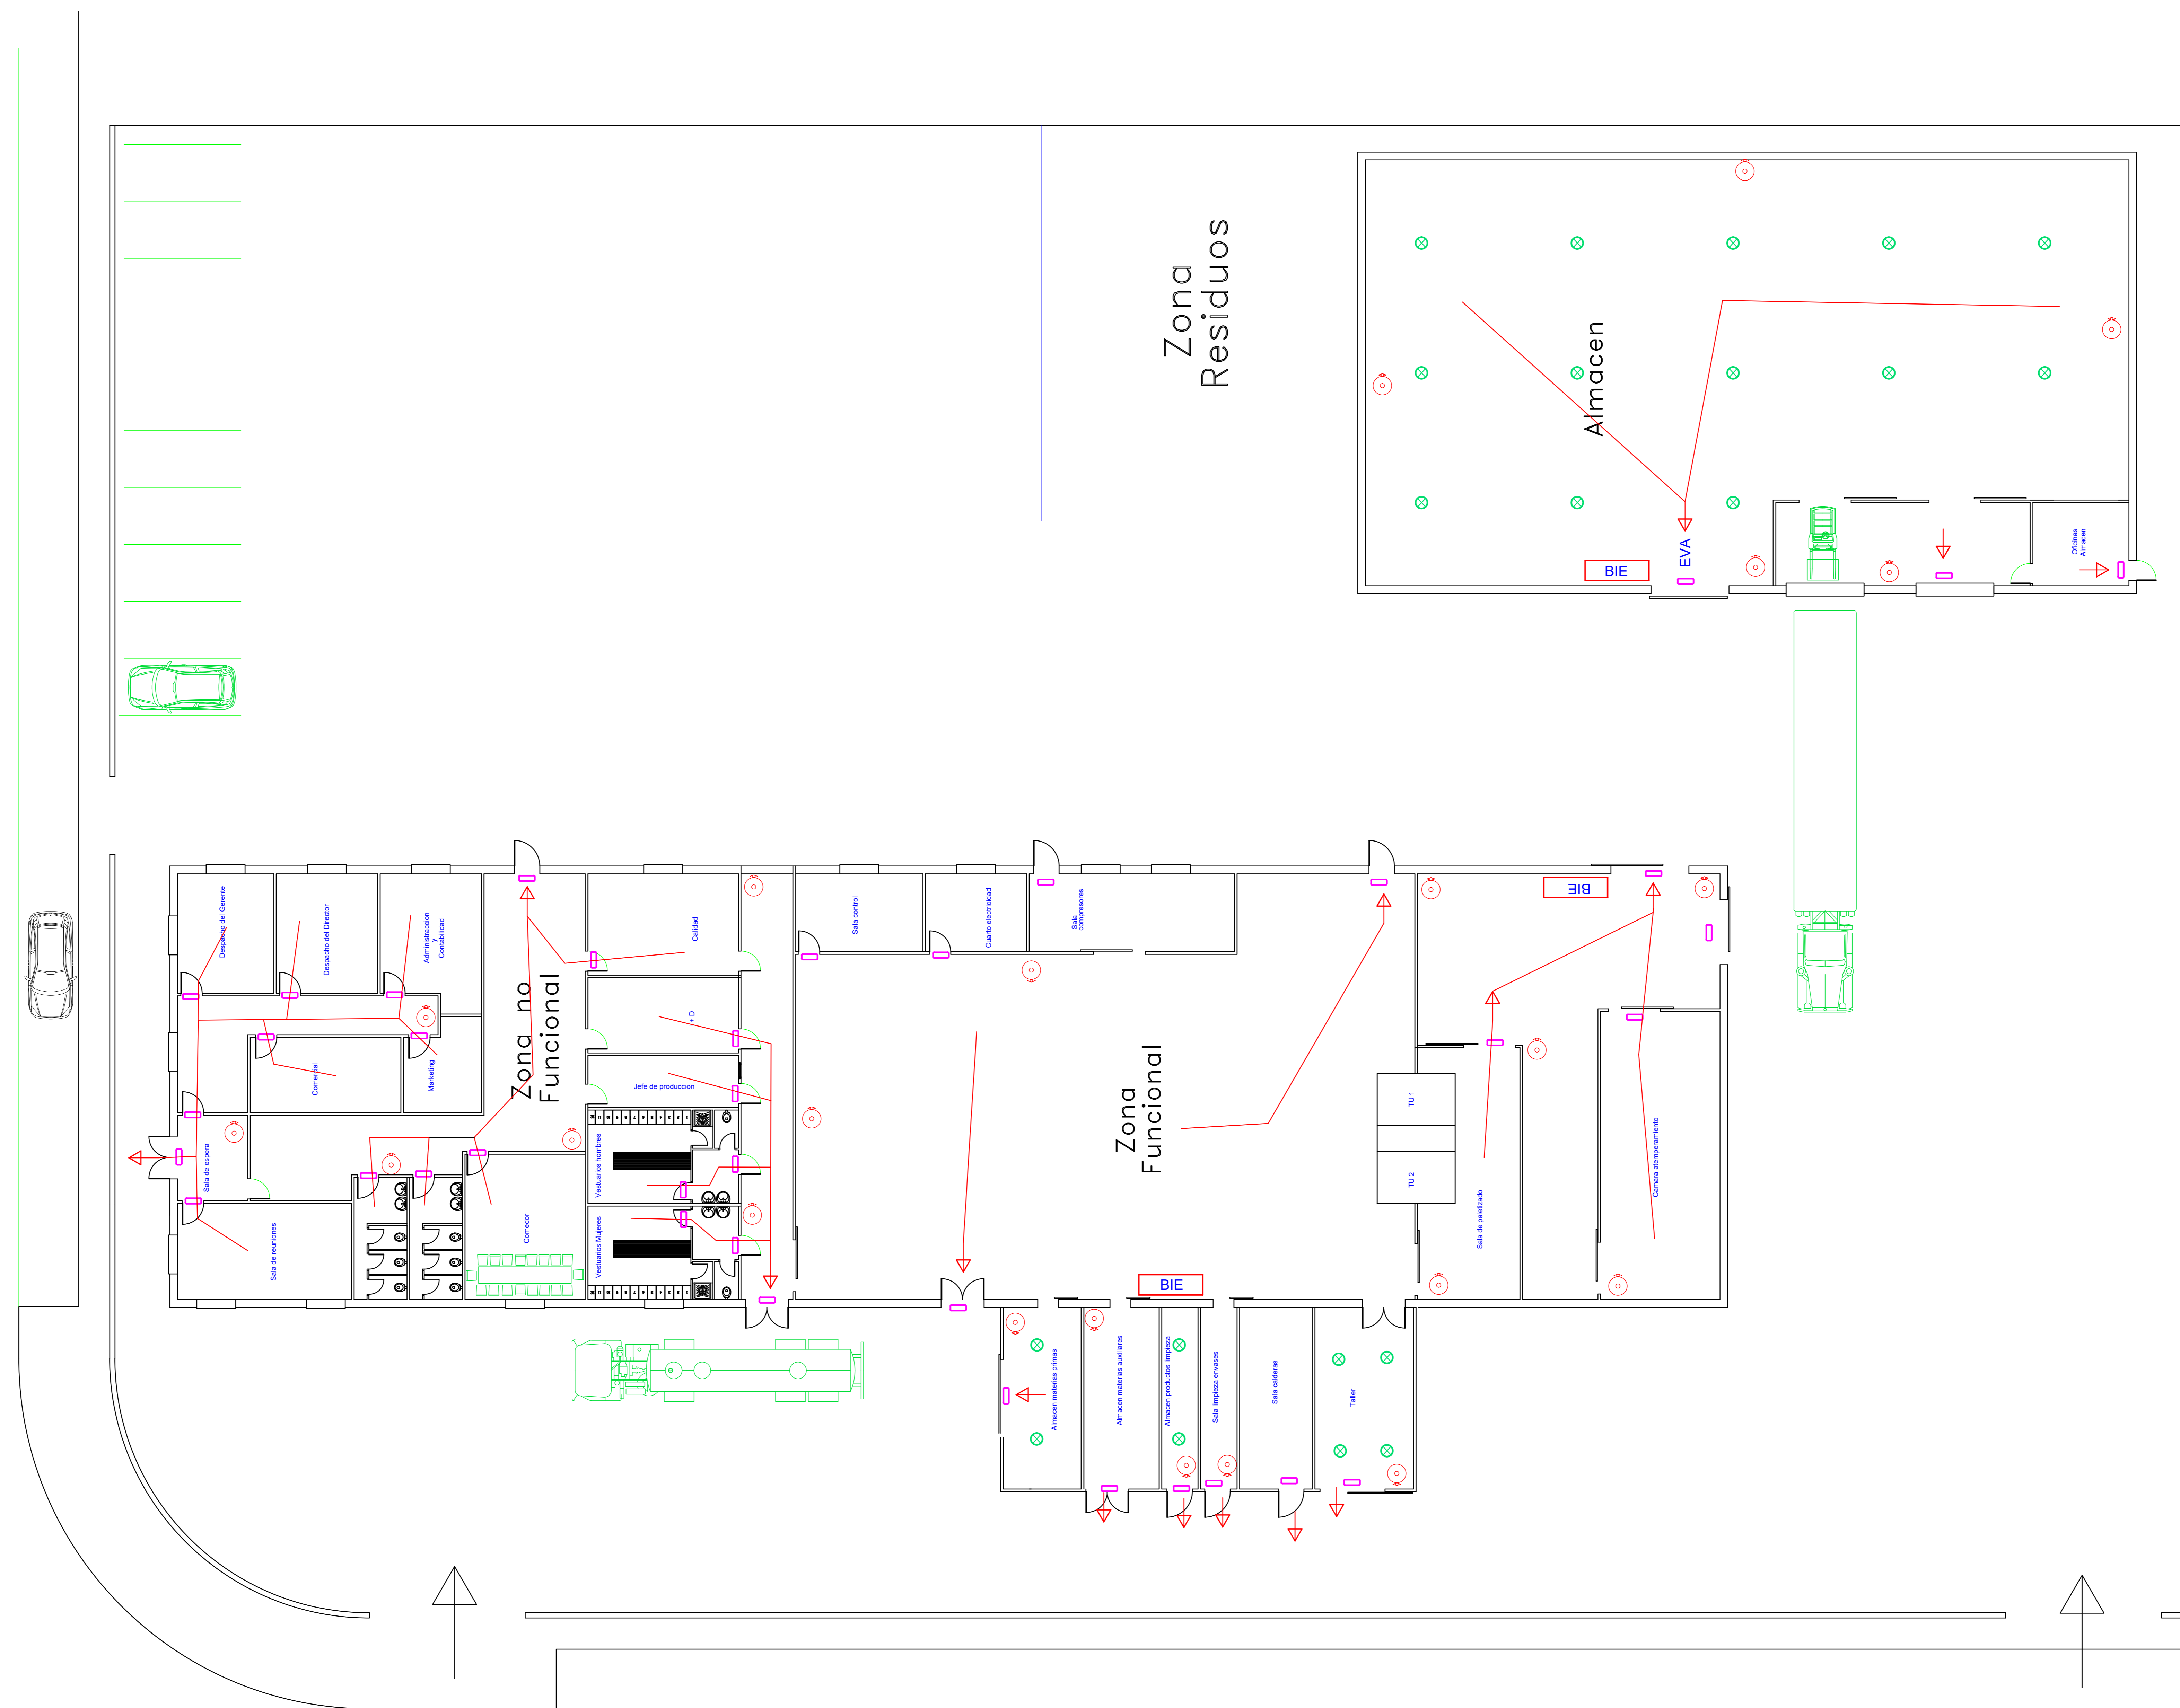 Zona
Residuos
Almacen
EVA
BIE
Oficinas
Almacen
Despacho del Gerente
Despacho del Director
Administraccion
y
Contabilidad
Calidad
Sala control
Cuarto electricidad
Sala
compresores
BIE
Zona no
Funcional
I + D
Comercial
Marketing
Jefe de produccion
Zona
Funcional
TU 1
TU 2
Sala de espera
Vestuarios hombres
Sala de paletizado
Camara atemperamiento
Sala de reuniones
Comedor
Vestuarios Mujeres
BIE
Almacen materias primas
Almacen materias auxiliares
Almacen productos limpieza
Sala limpieza envases
Sala calderas
Taller